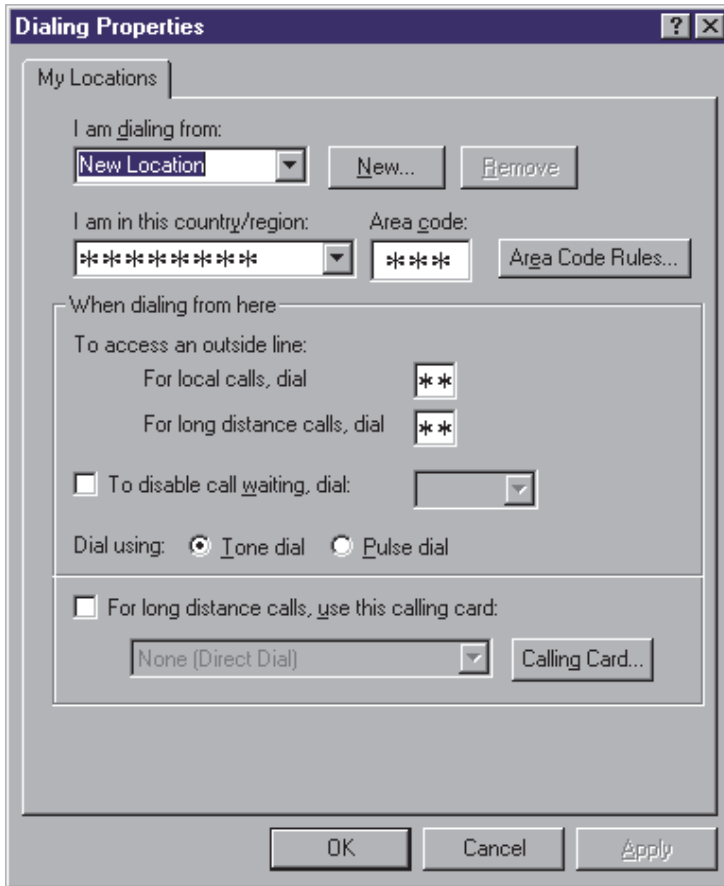 Dialing Properties
?
My Locations
I am dialing from:
New Location
New...
Remove
I am in this country/region:
Area code:
********
***
Area Code Rules...
When dialing from here
To access an outside line:
For local calls, dial
**
For long distance calls, dial
**
To disable call waiting, dial:
Dial using:
Tone dial
Pulse dial
For long distance calls, use this calling card:
None (Direct Dial)
Calling Card...
OK
Cancel
Apply